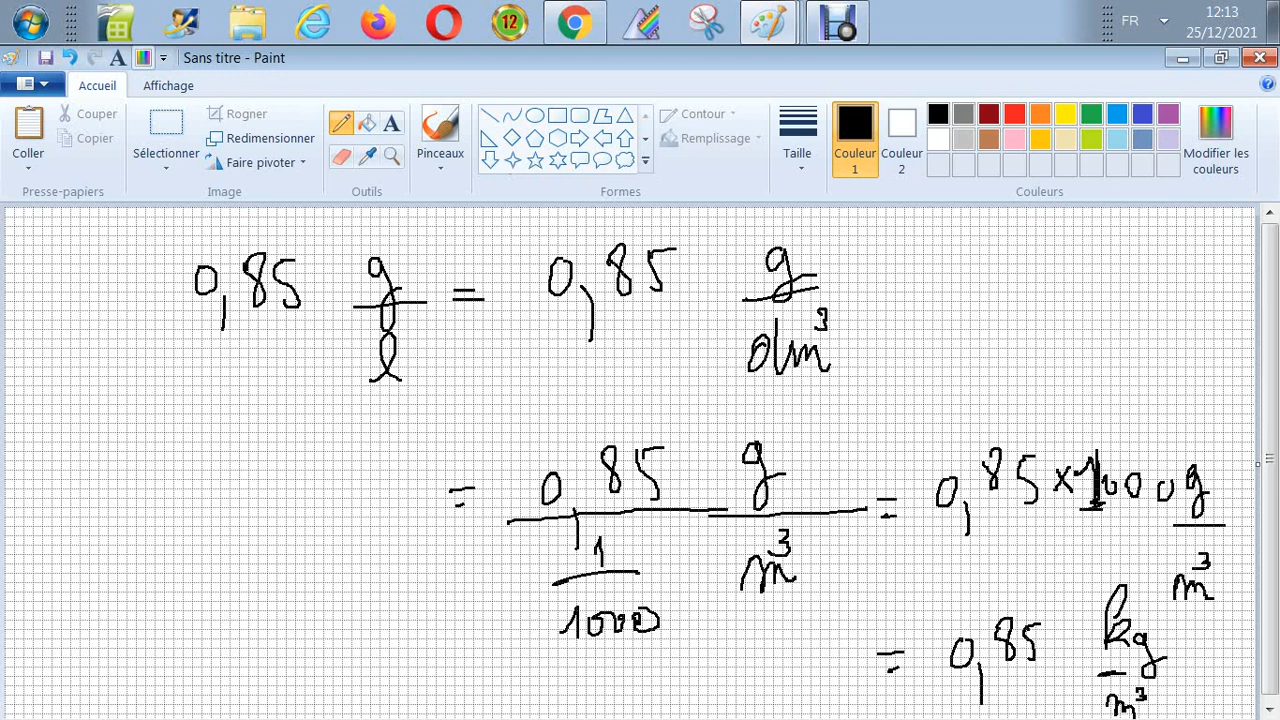 12
FR
12:13
25/12/2021
Sans titre - Paint
Accueil
Affichage
Coller
Couper
Copier
Presse-papiers
Sélectionner
Rogner
Redimensionner
Faire pivoter
Image
A
Outils
Pinceaux
Formes
Contour
Remplissage
Taille
Couleur 1
Couleur 2
Modifier les couleurs
Couleurs
0,85 g/l = 0,85 g/dm³
= 0,85/(1/1000) g/m³ = 0,85 × 1000 g/m³
= 0,85 kg/m³